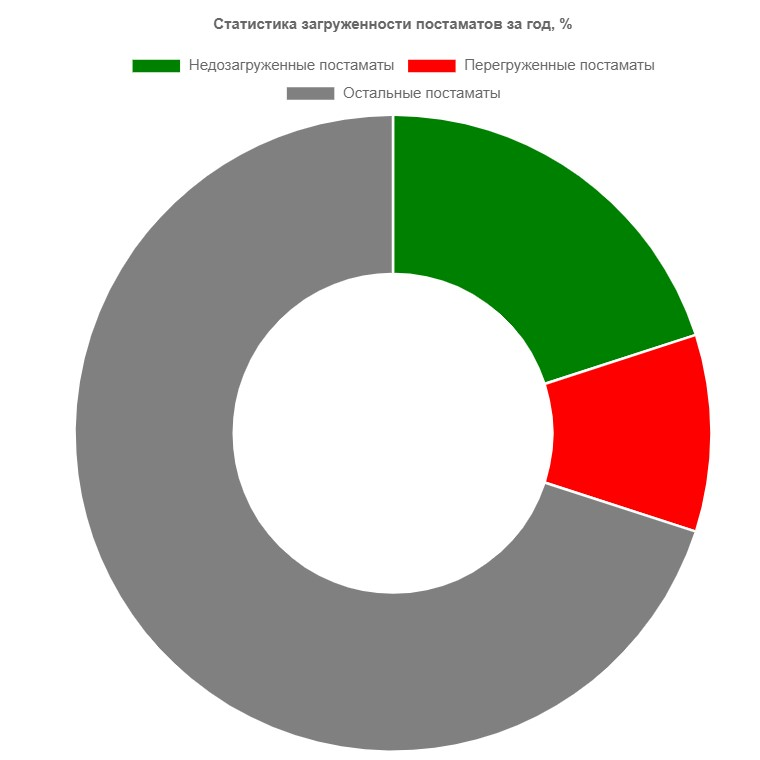 Статистика загруженности постаматов за год, %
Недозагруженные постаматы Перегруженные постаматы
Остальные постаматы